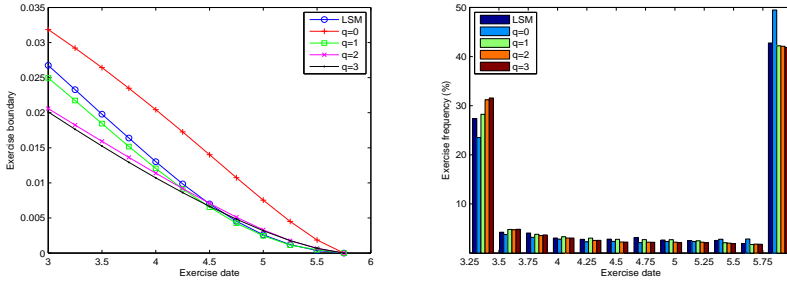 0.035
0.03
0.025
0.02
0.015
0.01
0.005
0
3 3.5 4 4.5 5 5.5 6
Exercise boundary
Exercise date
LSM
q=0
q=1
q=2
q=3
50
40
30
20
10
3.25 3.5 3.75 4 4.25 4.5 4.75 5 5.25 5.5 5.75
Exercise frequency (%)
Exercise date
LSM
q=0
q=1
q=2
q=3